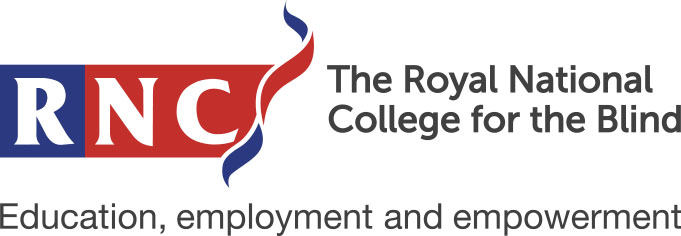 RNC
The Royal National
College for the Blind
Education, employment and empowerment